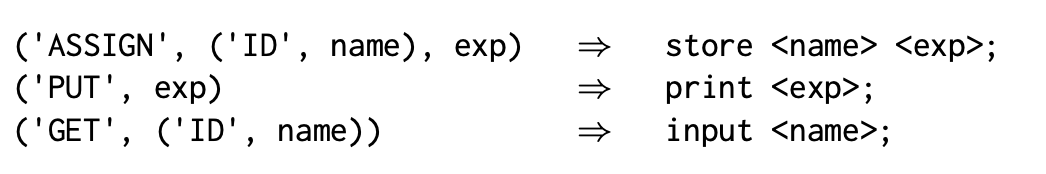 ('ASSIGN', ('ID', name), exp) ⇒ store <name> <exp>;
('PUT', exp) ⇒ print <exp>;
('GET', ('ID', name)) ⇒ input <name>;